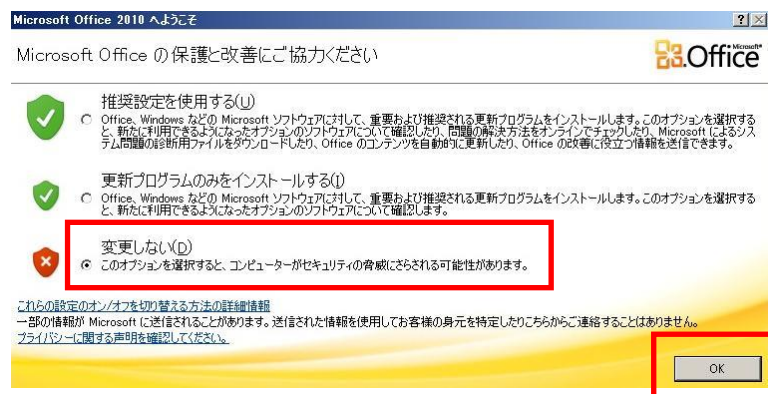 Microsoft Office 2010 へようこそ
Microsoft Office の保護と改善にご協力ください
Office Microsoft
推奨設定を使用する(U)
Office、Windows などの Microsoft ソフトウェアに対して、重要および推奨される更新プログラムをインストールします。このオプションを選択する
と、新たに利用できるようになったオプションのソフトウェアについて確認したり、問題の解決方法をオンラインでチェックしたり、Microsoft によるシス
テム問題の診断用ファイルをダウンロードしたり、Office のコンテンツを自動的に更新したり、Office の改善に役立つ情報を送信できます。
更新プログラムのみをインストールする(I)
Office、Windows などの Microsoft ソフトウェアに対して、重要および推奨される更新プログラムをインストールします。このオプションを選択する
と、新たに利用できるようになったオプションのソフトウェアについて確認します。
変更しない(D)
このオプションを選択すると、コンピューターがセキュリティの脅威にさらされる可能性があります。
これらの設定のオン/オフを切り替える方法の詳細情報
一部の情報が Microsoft に送信されることがあります。送信された情報を使用してお客様の身元を特定したりこちらからご連絡することはありません。
プライバシーに関する声明を確認してください。
OK